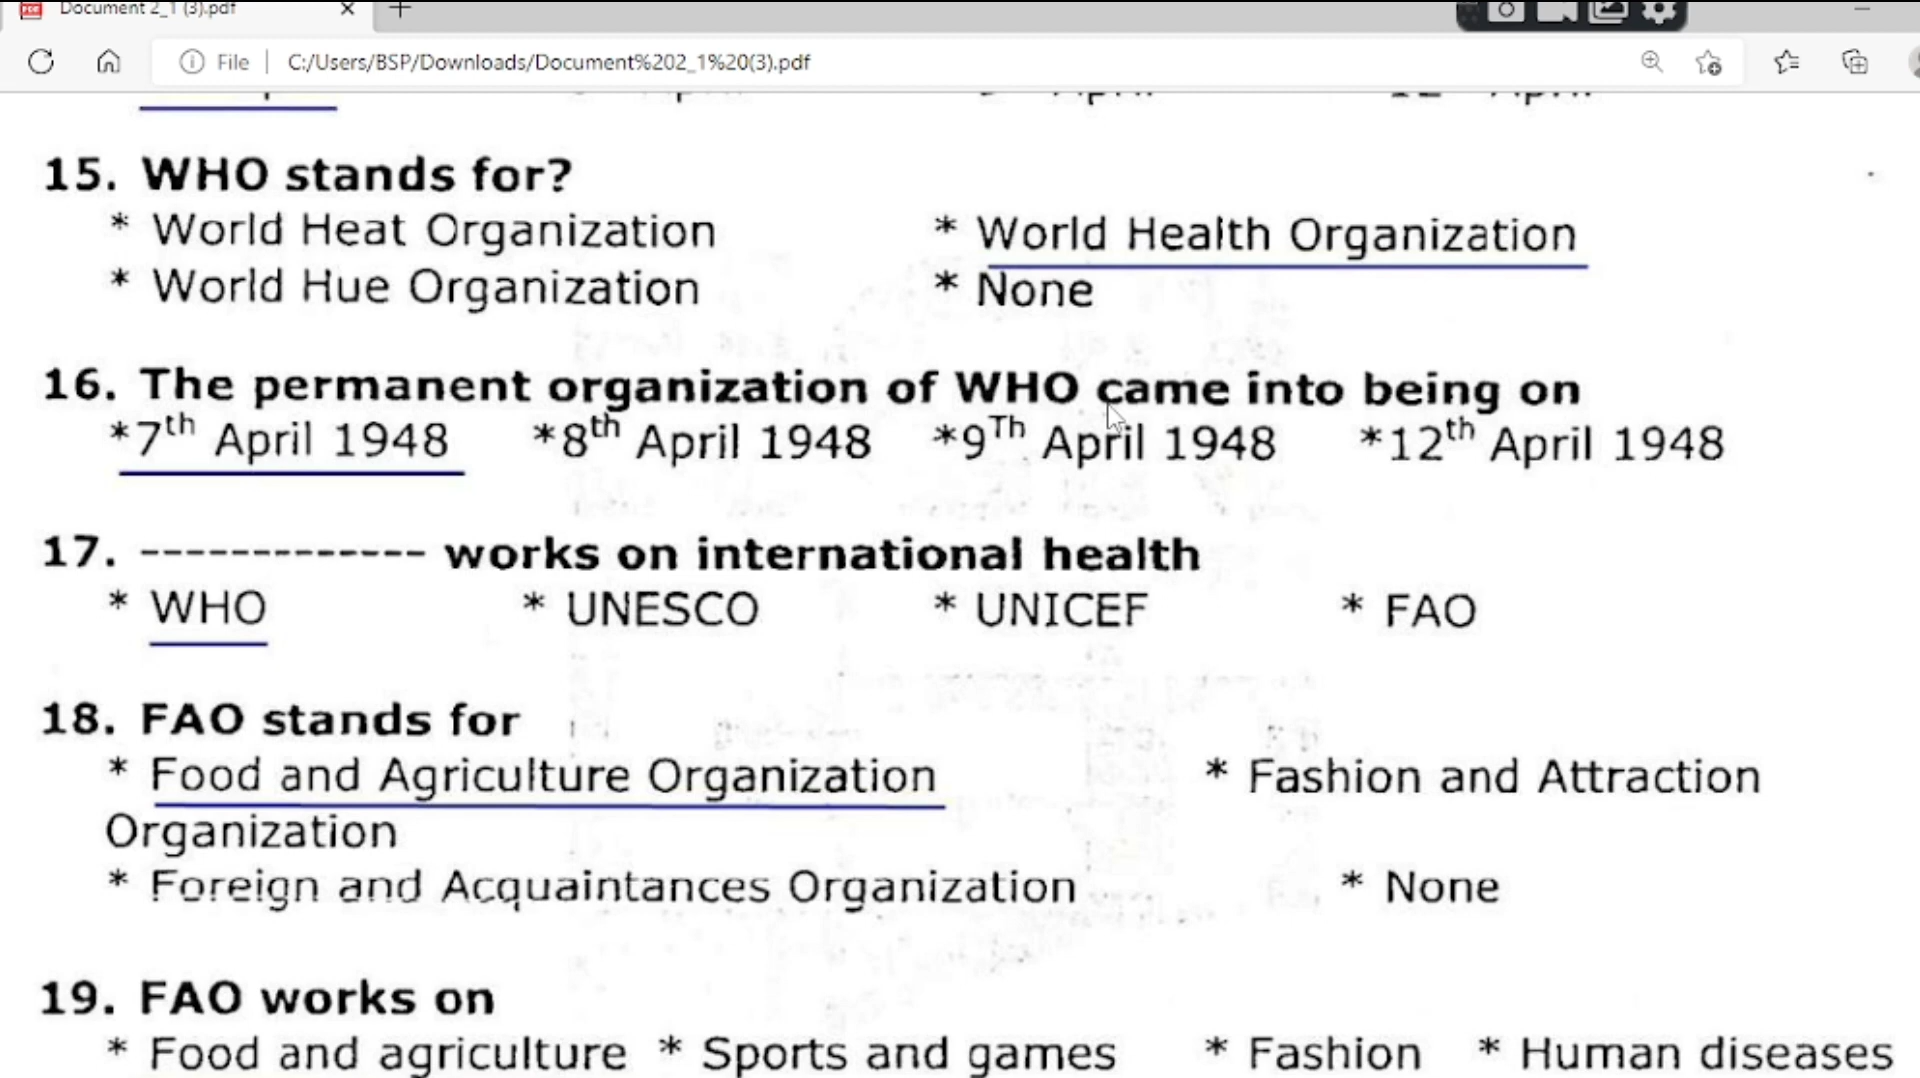 Document 2_1 (3).pdf
File C:/Users/BSP/Downloads/Document%202_1%20(3).pdf
15. WHO stands for?
* World Heat Organization * World Health Organization
* World Hue Organization * None
16. The permanent organization of WHO came into being on
*7th April 1948 *8th April 1948 *9Th April 1948 *12th April 1948
17. ------------- works on international health
* WHO * UNESCO * UNICEF * FAO
18. FAO stands for
* Food and Agriculture Organization * Fashion and Attraction
Organization
* Foreign and Acquaintances Organization * None
19. FAO works on
* Food and agriculture * Sports and games * Fashion * Human diseases